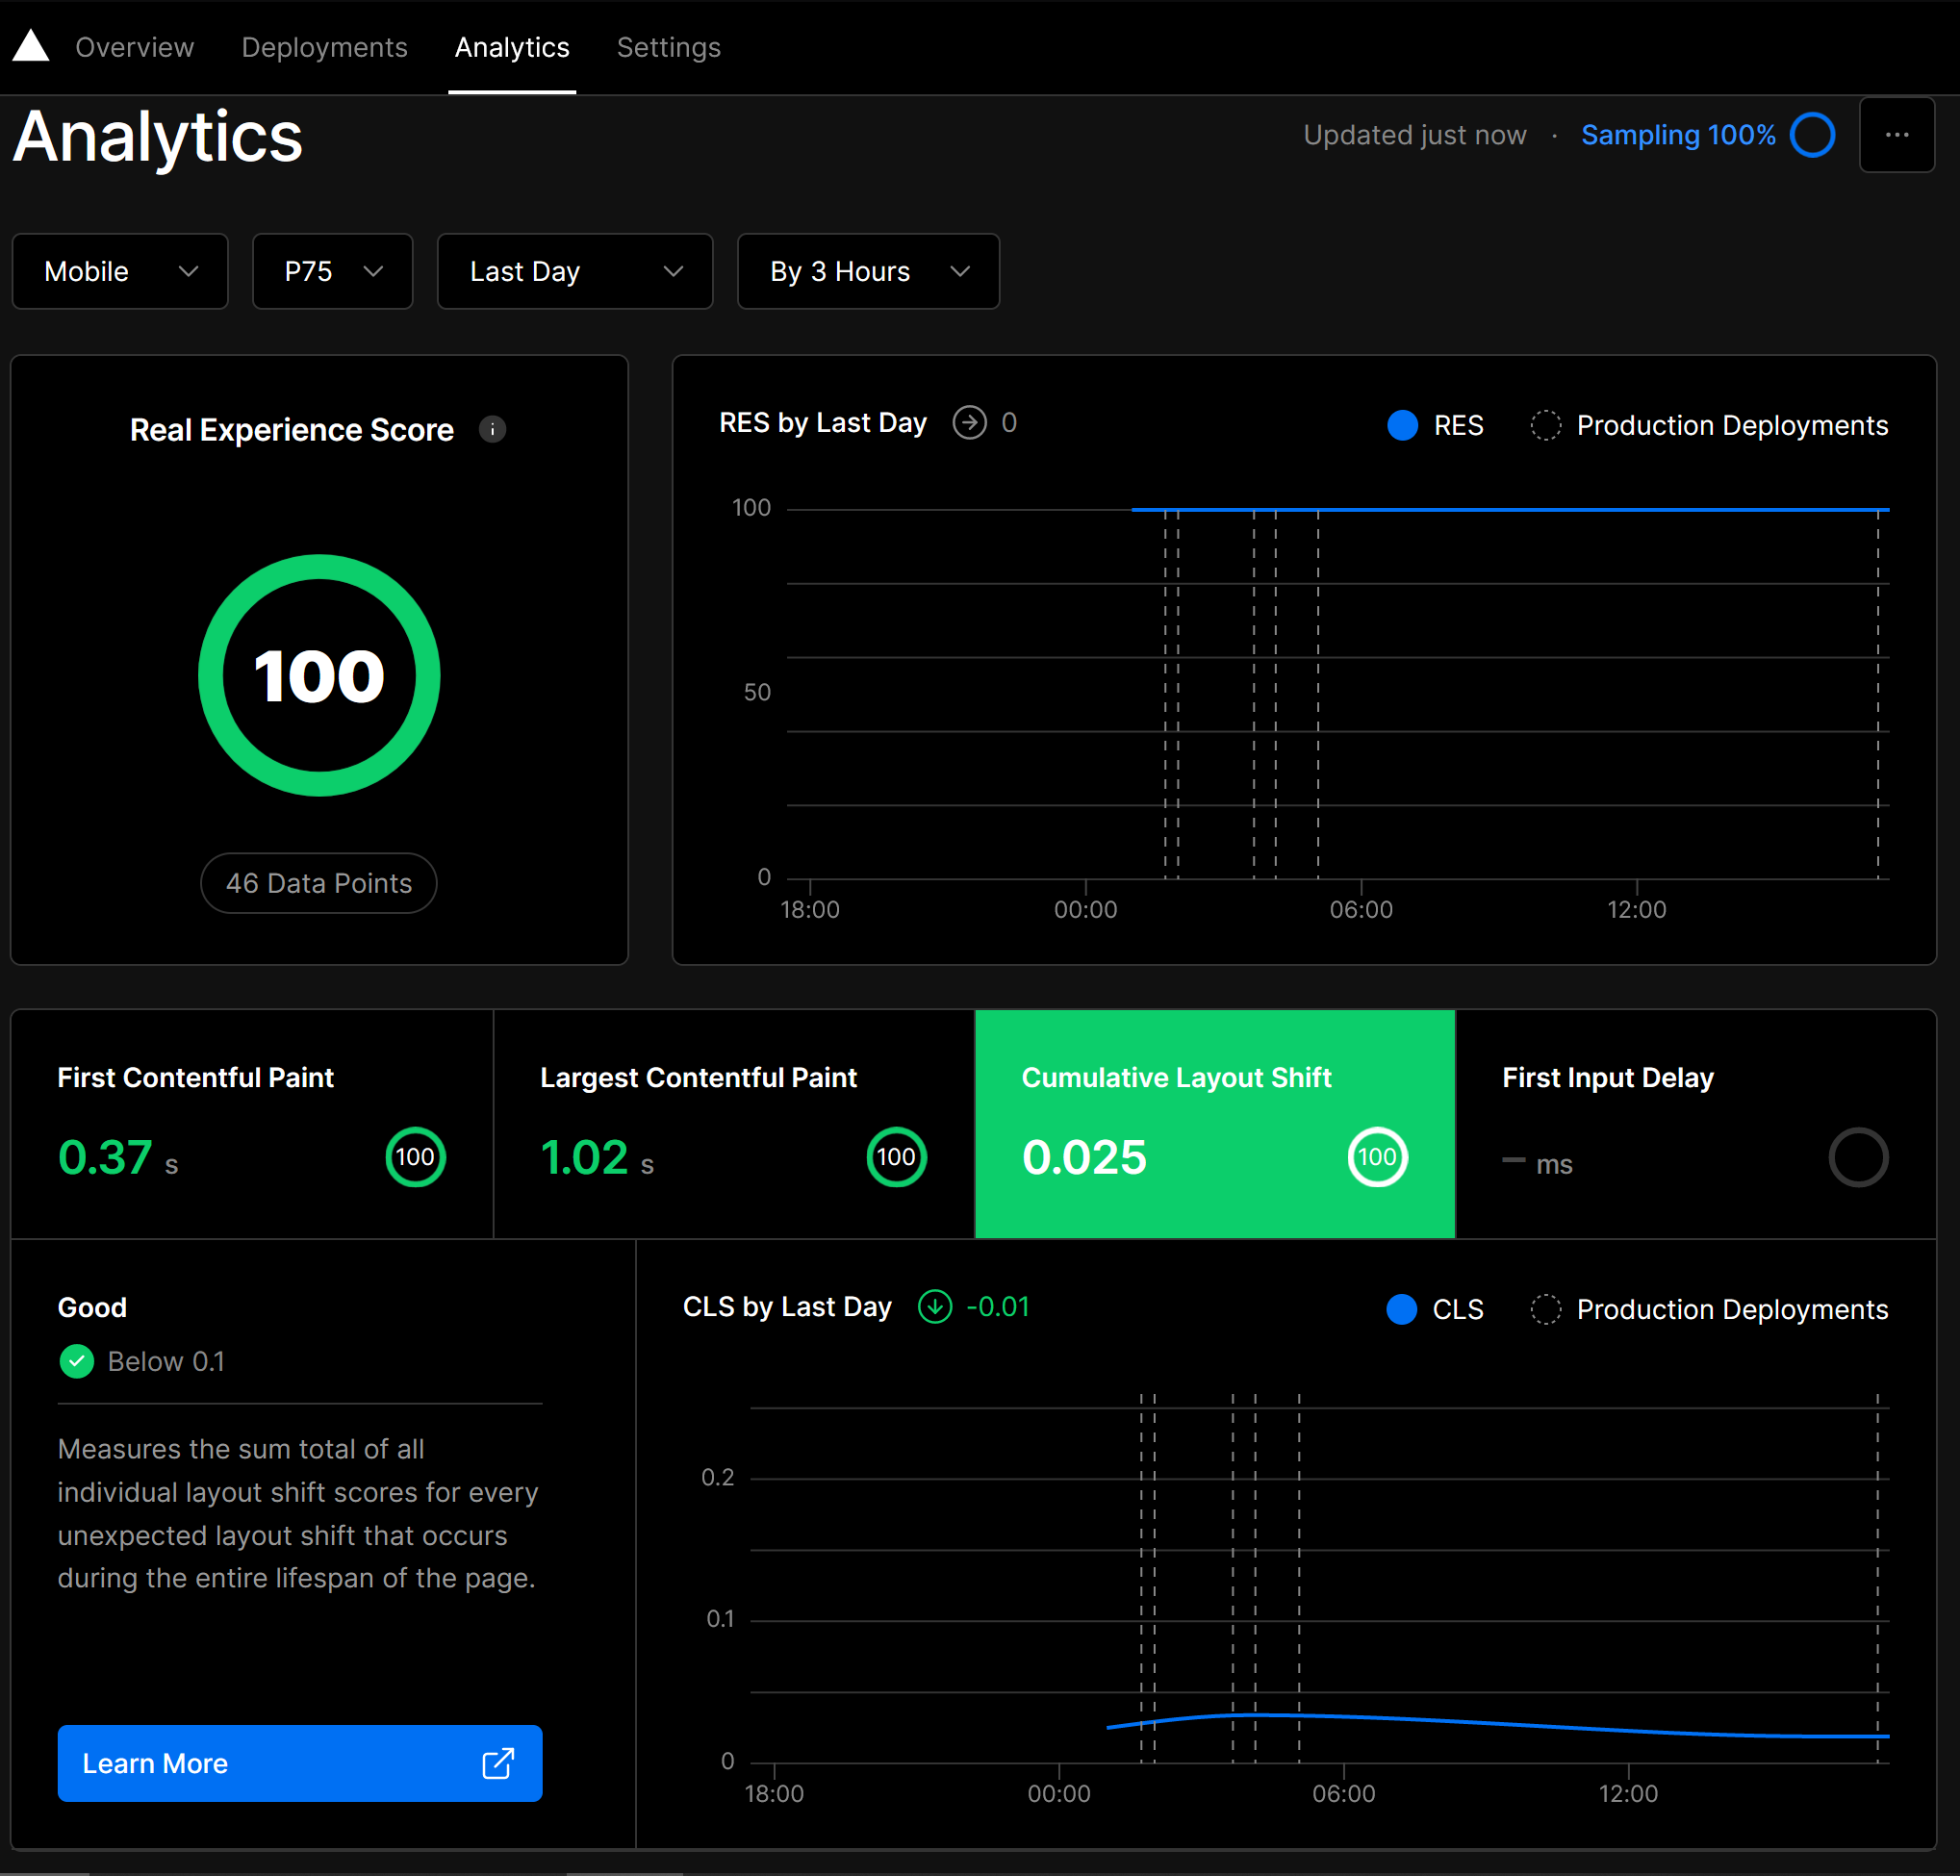 Overview Deployments Analytics Settings
Analytics
Updated just now · Sampling 100%
Mobile P75 Last Day By 3 Hours
Real Experience Score
100
46 Data Points
RES by Last Day 0
RES Production Deployments
100
50
0
18:00 00:00 06:00 12:00
First Contentful Paint
0.37 s 100
Largest Contentful Paint
1.02 s 100
Cumulative Layout Shift
0.025 100
First Input Delay
– ms
Good
Below 0.1
Measures the sum total of all
individual layout shift scores for every
unexpected layout shift that occurs
during the entire lifespan of the page.
Learn More
CLS by Last Day -0.01
CLS Production Deployments
0.2
0.1
0
18:00 00:00 06:00 12:00